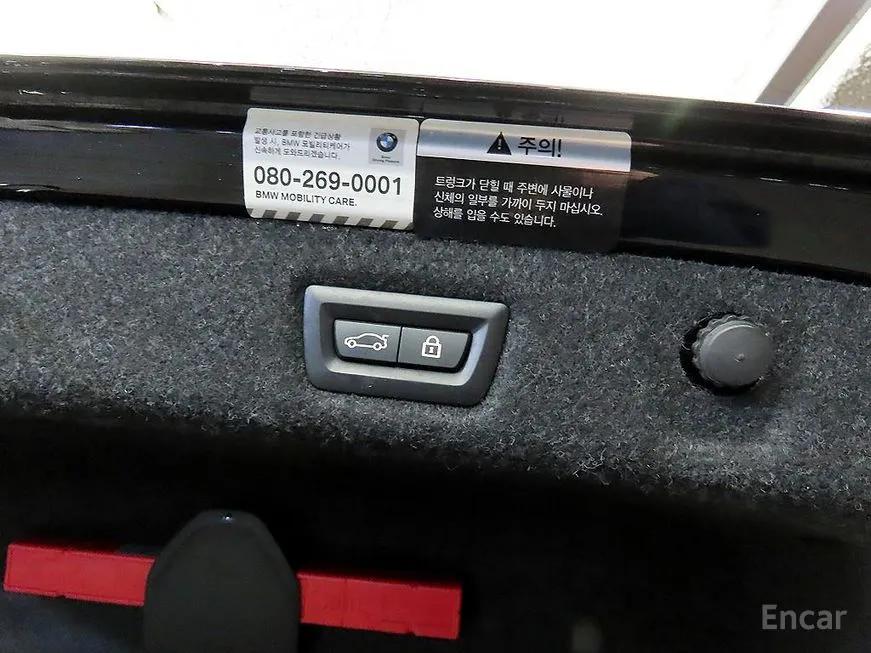 교통사고를 포함한 긴급상황
발생 시, BMW 모빌리티케어가
신속하게 도와드리겠습니다.
080-269-0001
BMW MOBILITY CARE.
주의!
트렁크가 닫힐 때 주변에 사물이나
신체의 일부를 가까이 두지 마십시오.
상해를 입을 수도 있습니다.
Encar